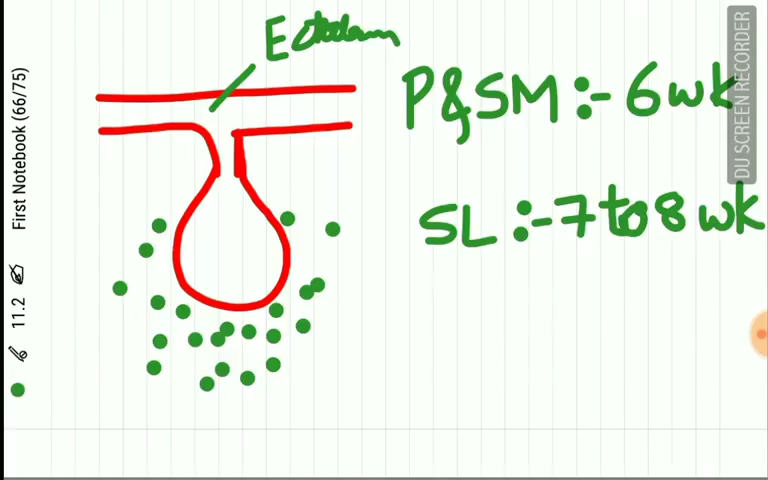 P&SM :- 6wk
SL :- 7 to 8 wk
First Notebook (66/75)
11.2
DU SCREEN RECORDER